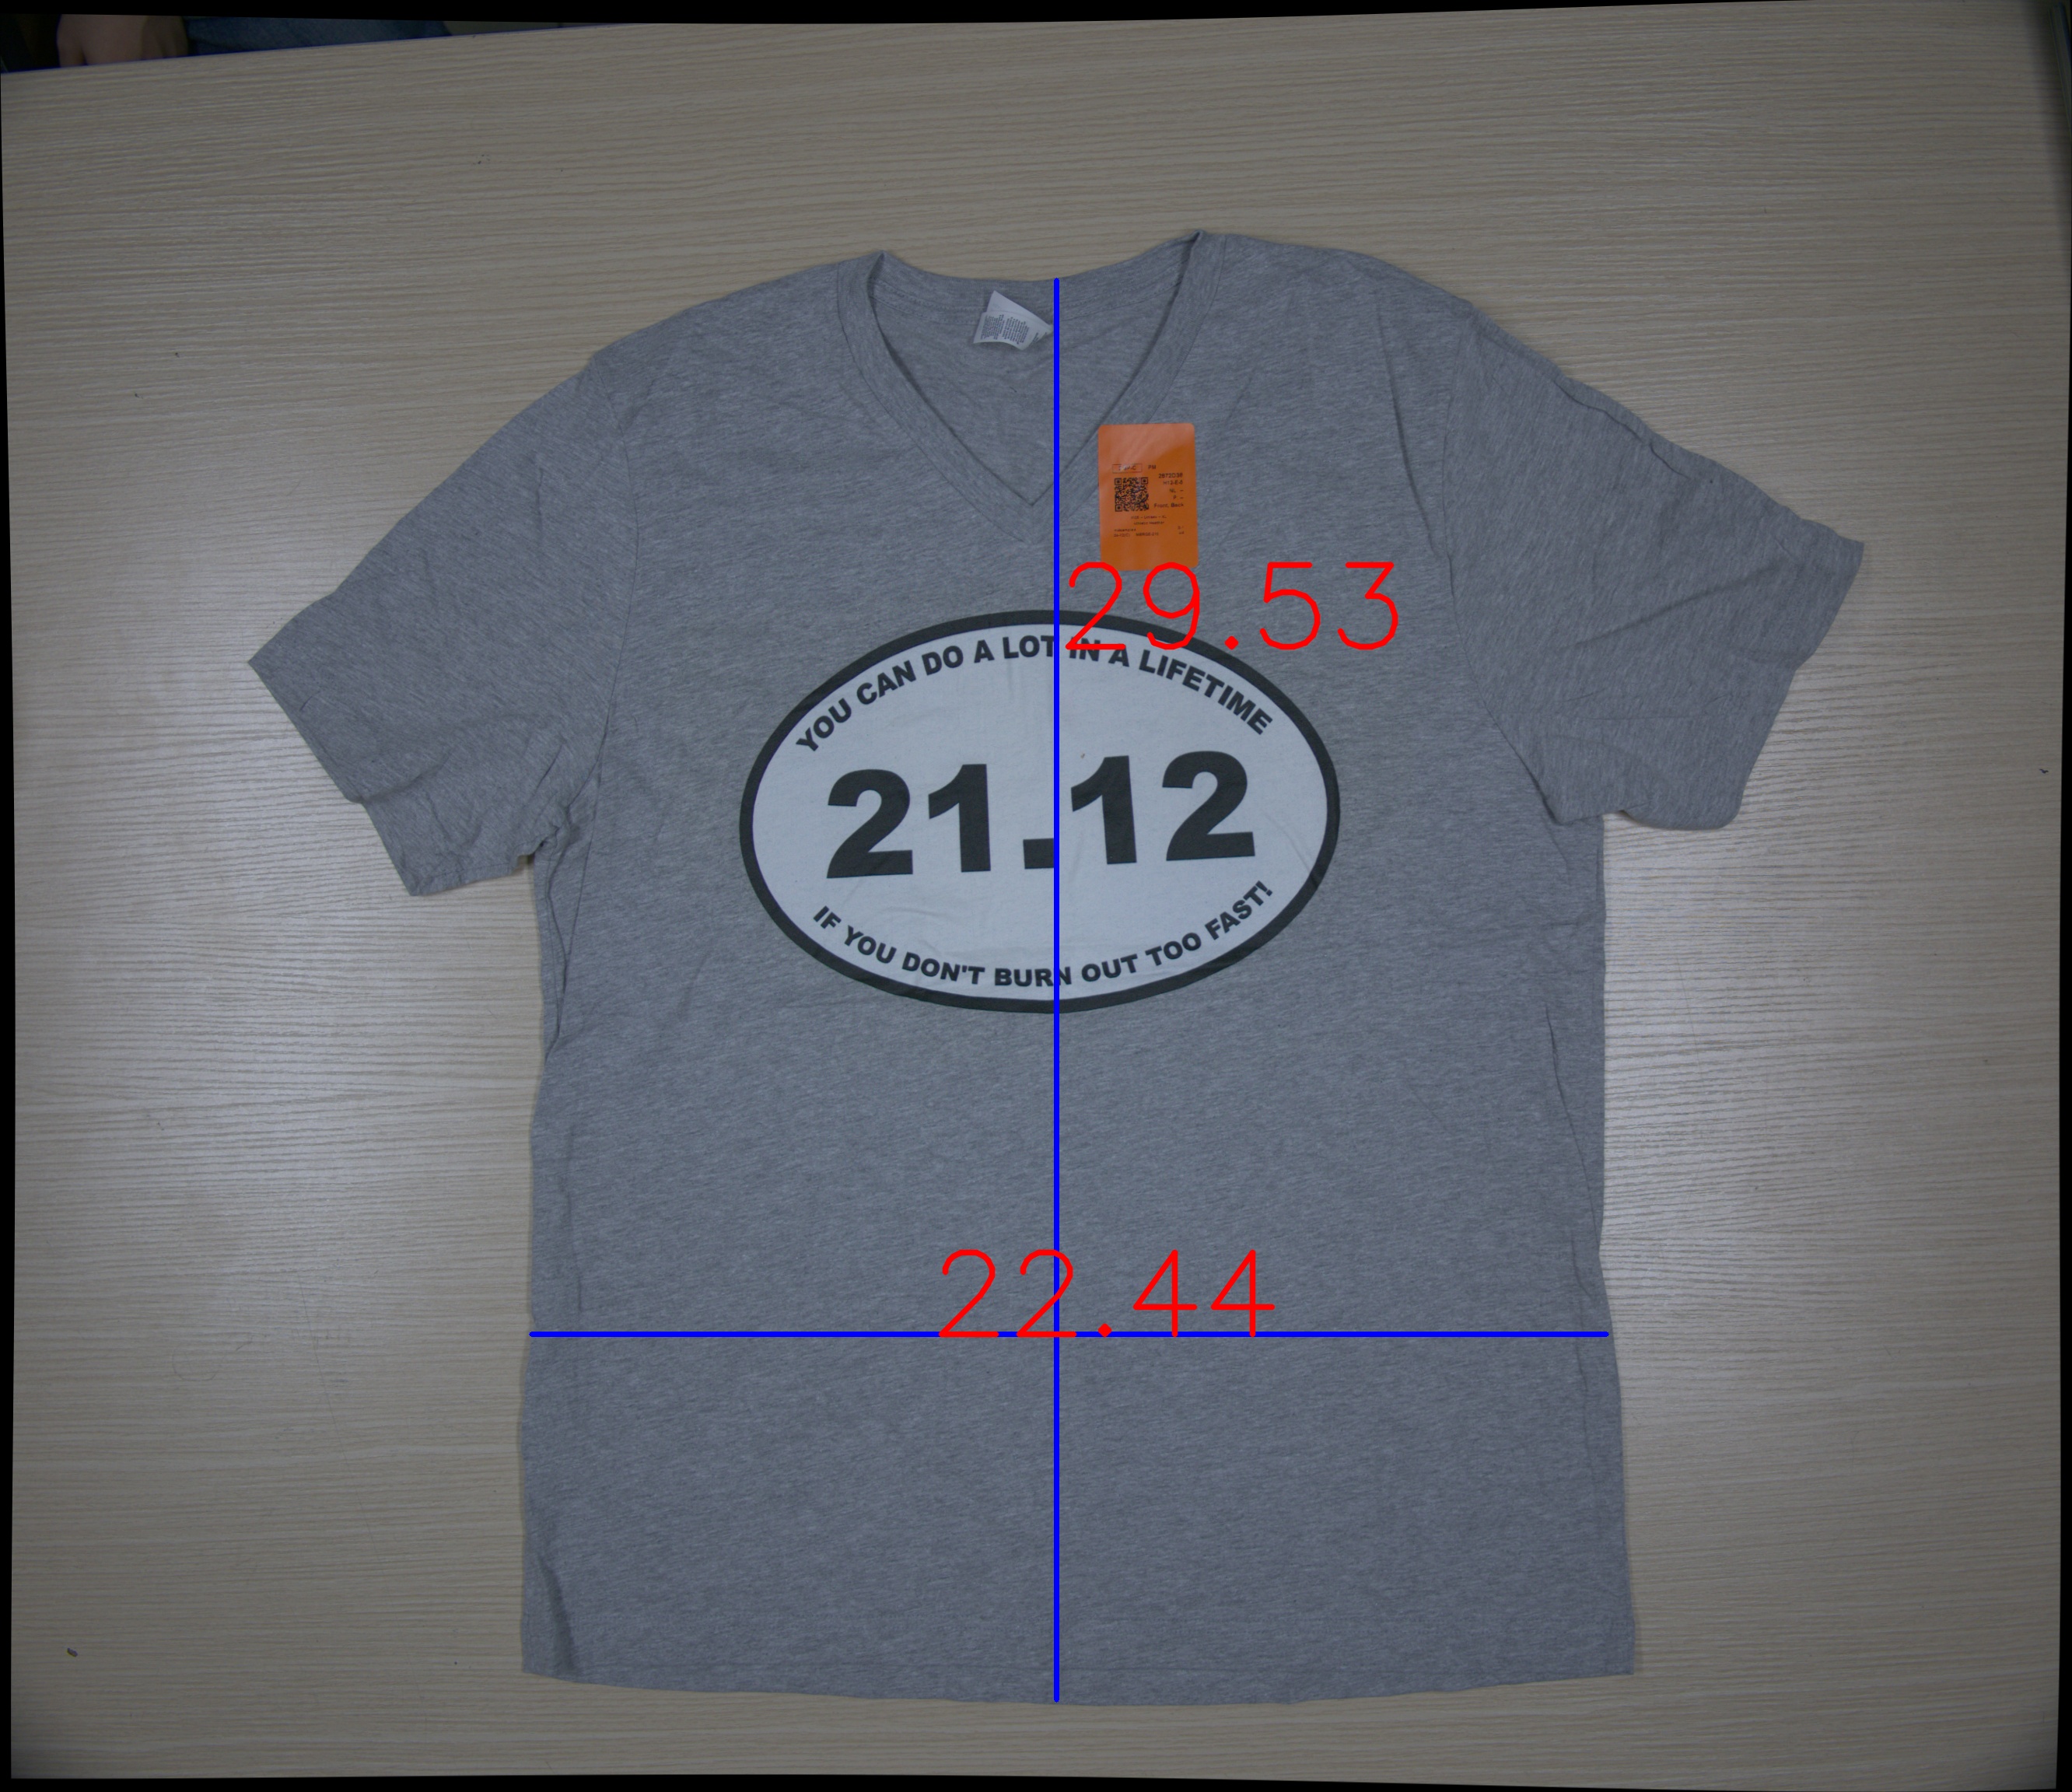 29.53
YOU CAN DO A LOT IN A LIFETIME
21.12
IF YOU DON'T BURN OUT TOO FAST!
22.44